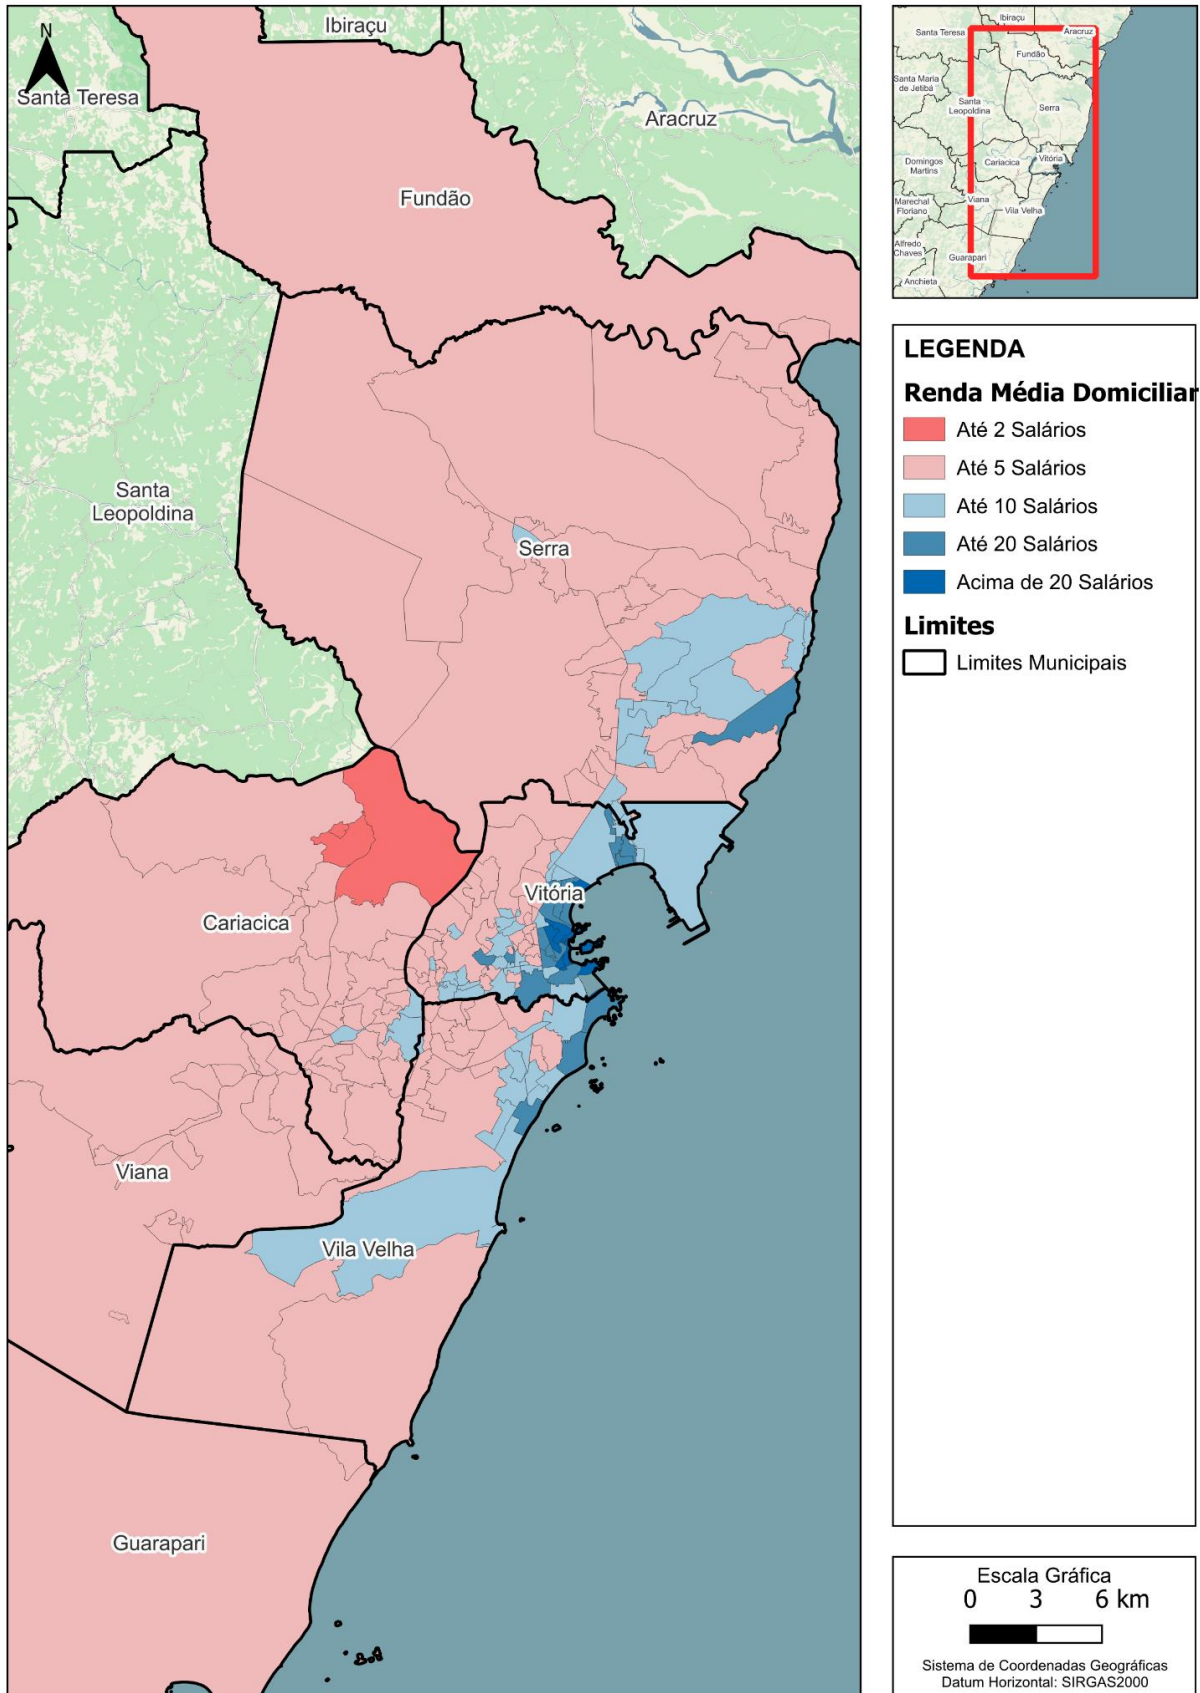 N
Ibiraçu
Santa Teresa
Aracruz
Fundão
Santa
Leopoldina
Serra
Vitória
Cariacica
Viana
Vila Velha
Guarapari
Ibiraçu
Santa Teresa
Aracruz
Fundão
Santa Maria
de Jetibá
Santa
Leopoldina
Serra
Domingos
Martins
Cariacica
Vitória
Marechal
Floriano
Viana
Vila Velha
Alfredo
Chaves
Guarapari
Anchieta
LEGENDA
Renda Média Domiciliar
Até 2 Salários
Até 5 Salários
Até 10 Salários
Até 20 Salários
Acima de 20 Salários
Limites
Limites Municipais
Escala Gráfica
0 3 6 km
Sistema de Coordenadas Geográficas
Datum Horizontal: SIRGAS2000